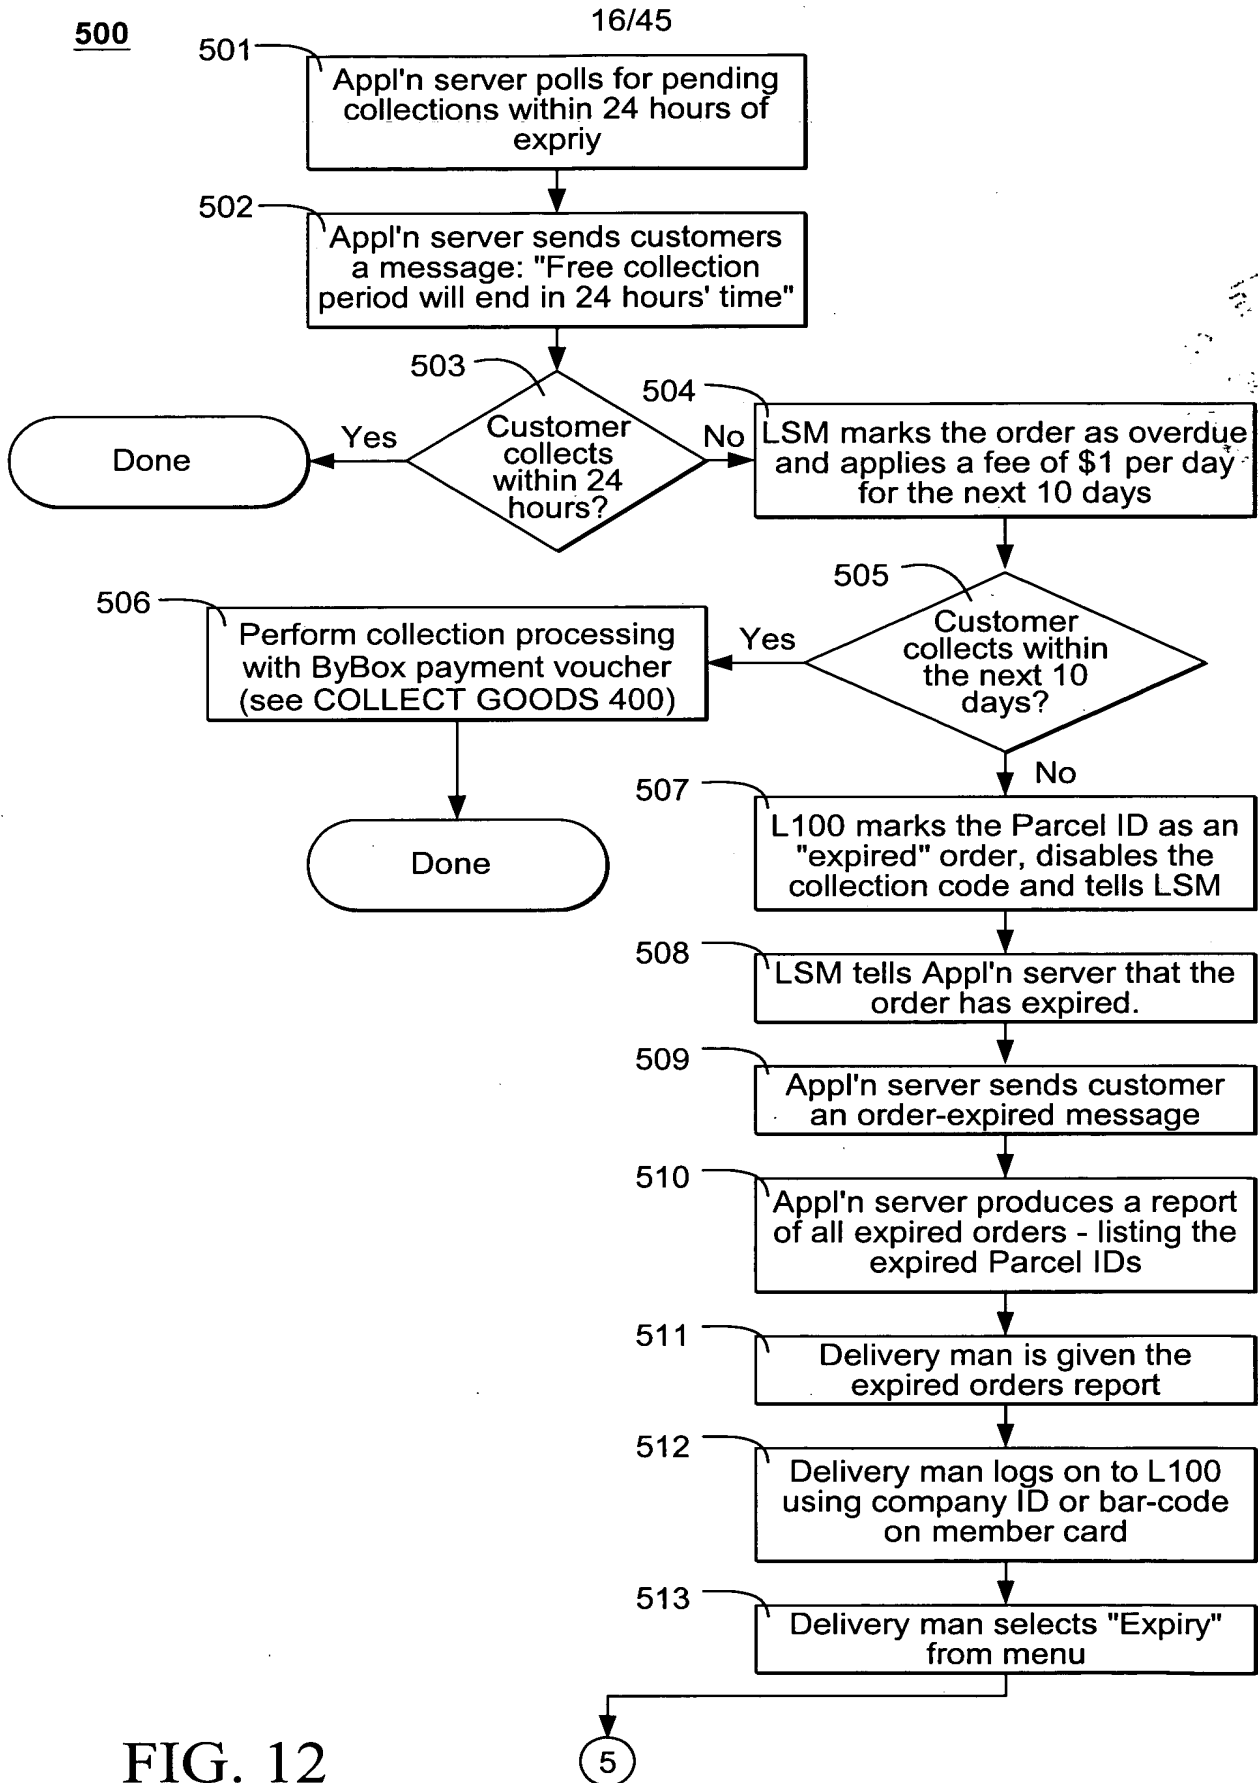 16/45
500
501
Appl'n server polls for pending
collections within 24 hours of
expriy
502
Appl'n server sends customers
a message: "Free collection
period will end in 24 hours' time"
503
Customer
collects
within 24
hours?
Yes
Done
No
504
LSM marks the order as overdue
and applies a fee of $1 per day
for the next 10 days
505
Customer
collects within
the next 10
days?
Yes
506
Perform collection processing
with ByBox payment voucher
(see COLLECT GOODS 400)
Done
No
507
L100 marks the Parcel ID as an
"expired" order, disables the
collection code and tells LSM
508
LSM tells Appl'n server that the
order has expired.
509
Appl'n server sends customer
an order-expired message
510
Appl'n server produces a report
of all expired orders - listing the
expired Parcel IDs
511
Delivery man is given the
expired orders report
512
Delivery man logs on to L100
using company ID or bar-code
on member card
513
Delivery man selects "Expiry"
from menu
5
FIG. 12